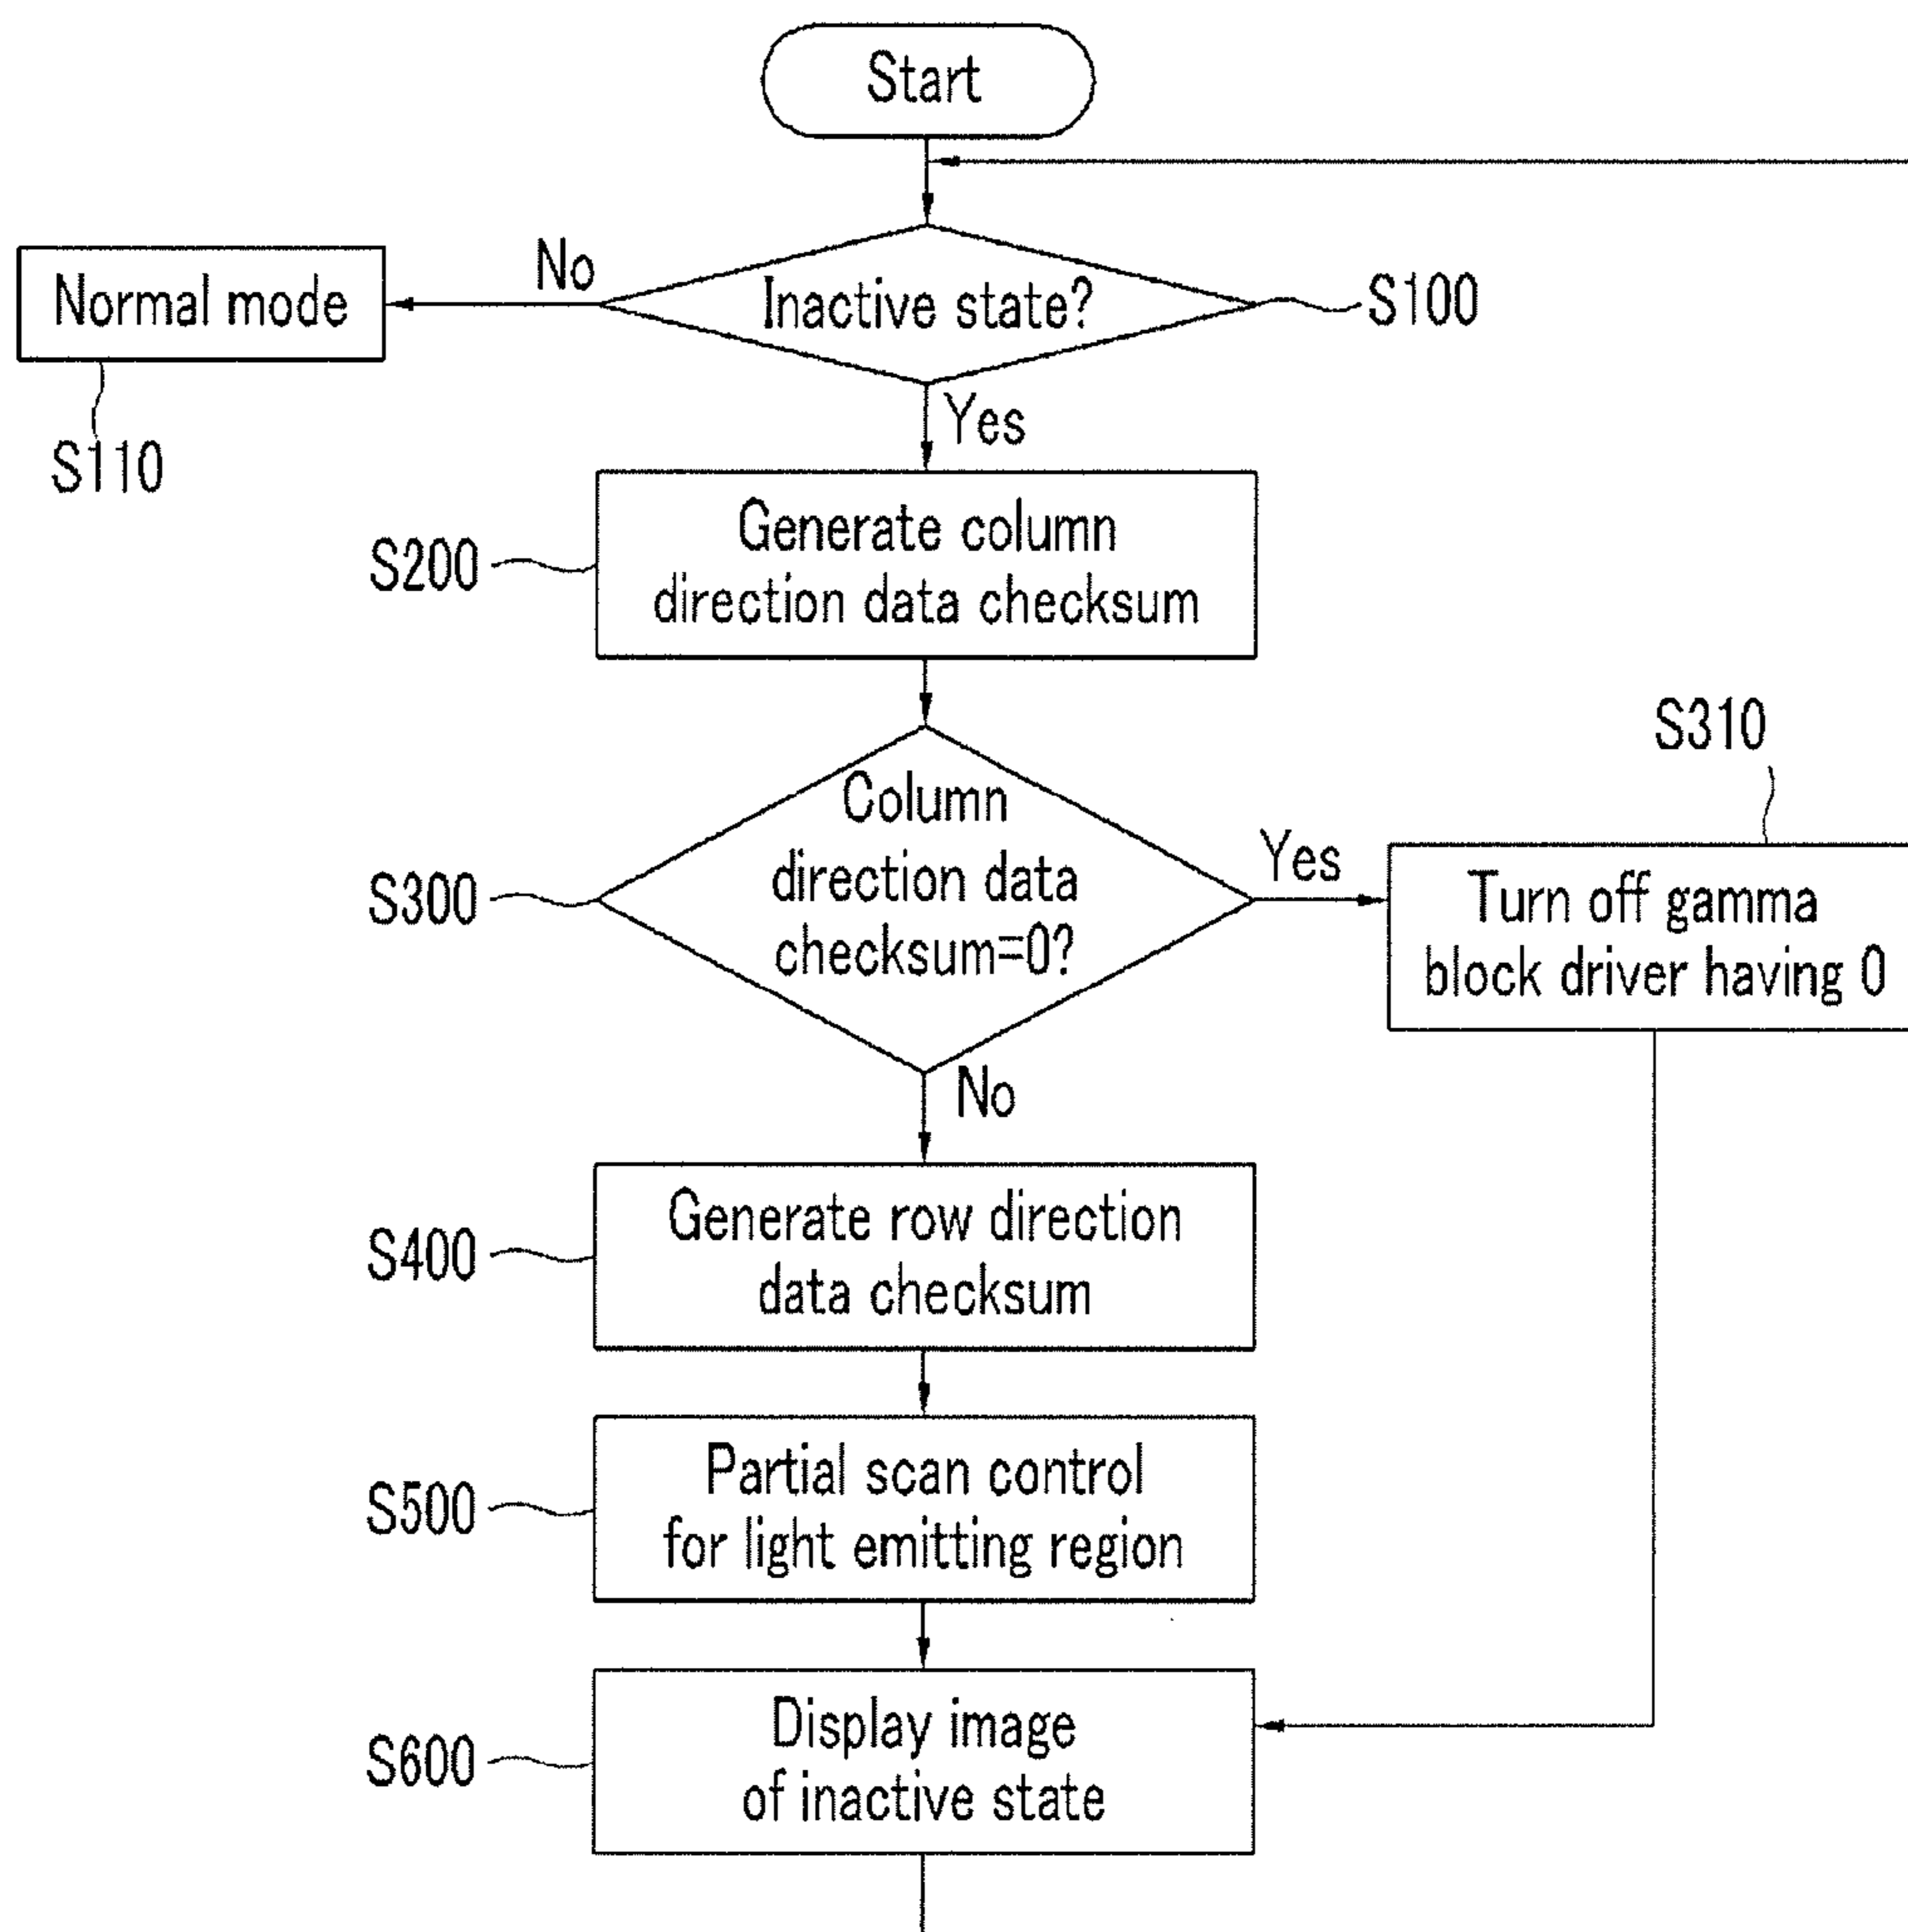 Start
No
Normal mode
Inactive state?
S100
S110
Yes
S200
Generate column
direction data checksum
S310
S300
Column
direction data
checksum=0?
Yes
Turn off gamma
block driver having 0
No
S400
Generate row direction
data checksum
S500
Partial scan control
for light emitting region
S600
Display image
of inactive state